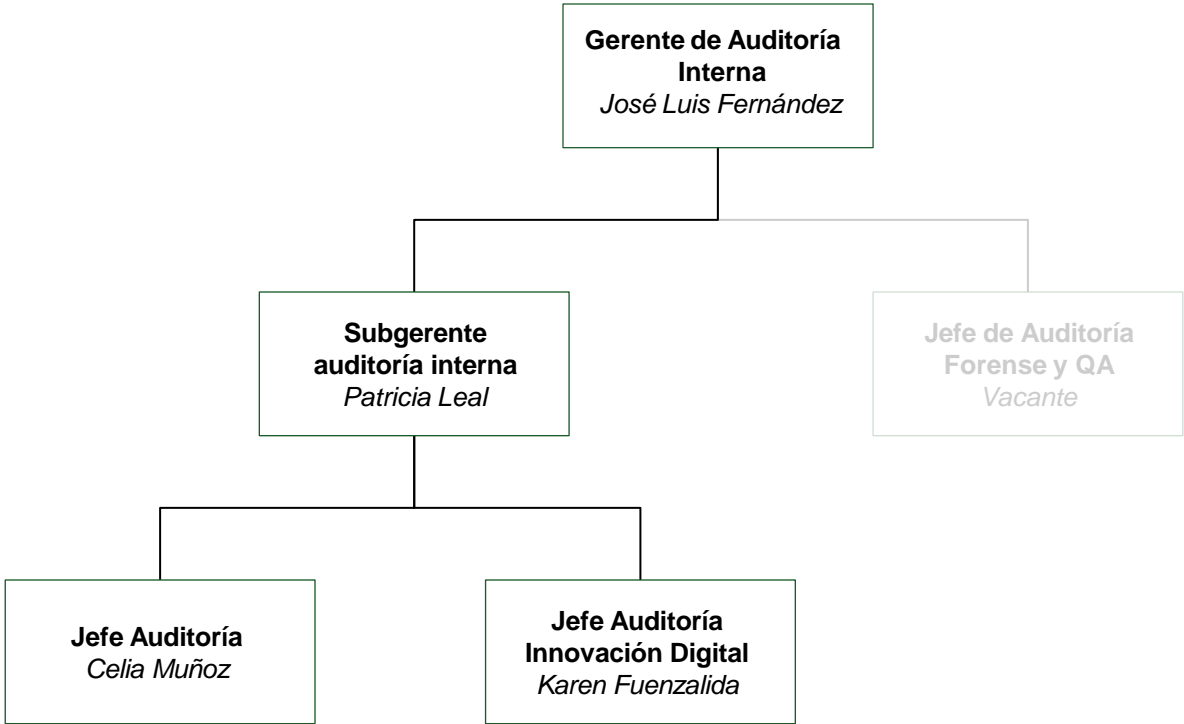 Gerente de Auditoría
Interna
José Luis Fernández
Subgerente
auditoría interna
Patricia Leal
Jefe de Auditoría
Forense y QA
Vacante
Jefe Auditoría
Celia Muñoz
Jefe Auditoría
Innovación Digital
Karen Fuenzalida